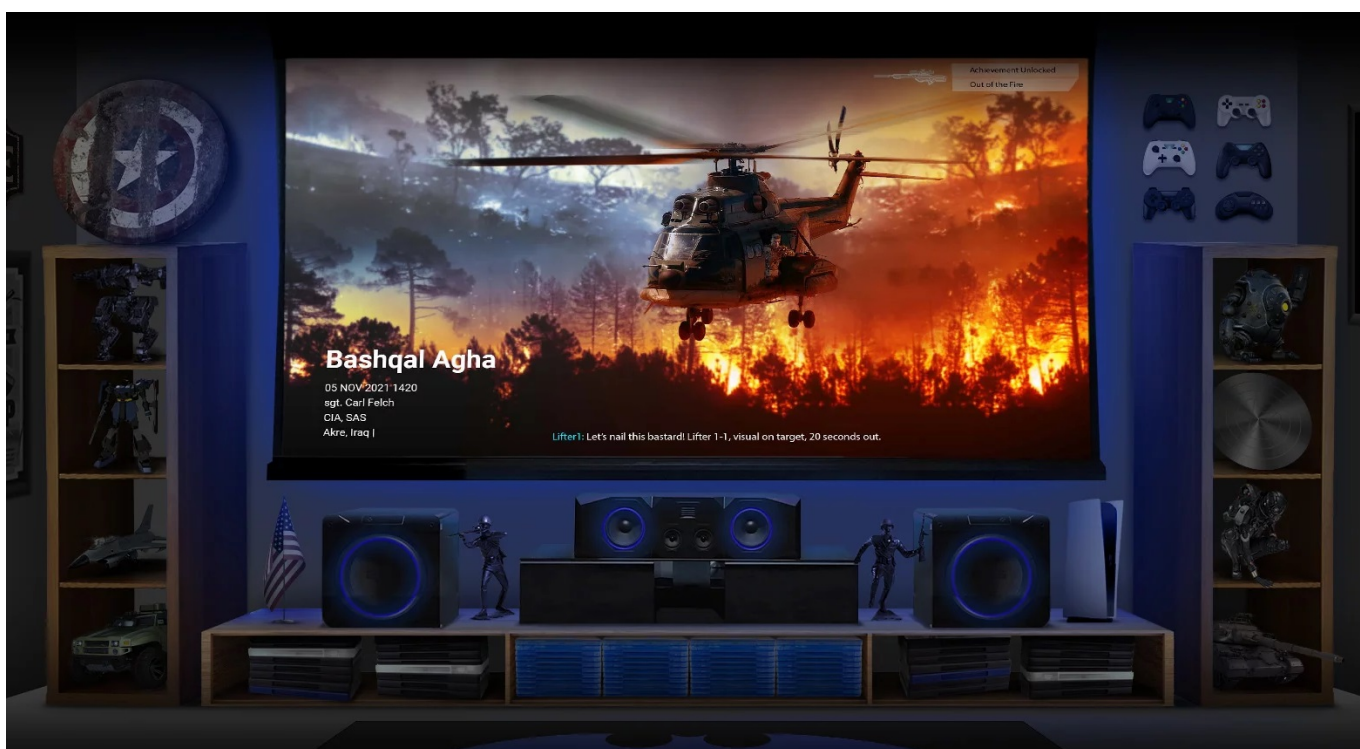 Achievement Unlocked
Out of the Fire
Bashqal Agha
05 NOV 2021 1420
sgt. Carl Felch
CIA, SAS
Akre, Iraq |
Lifter1: Let's nail this bastard! Lifter 1-1, visual on target, 20 seconds out.